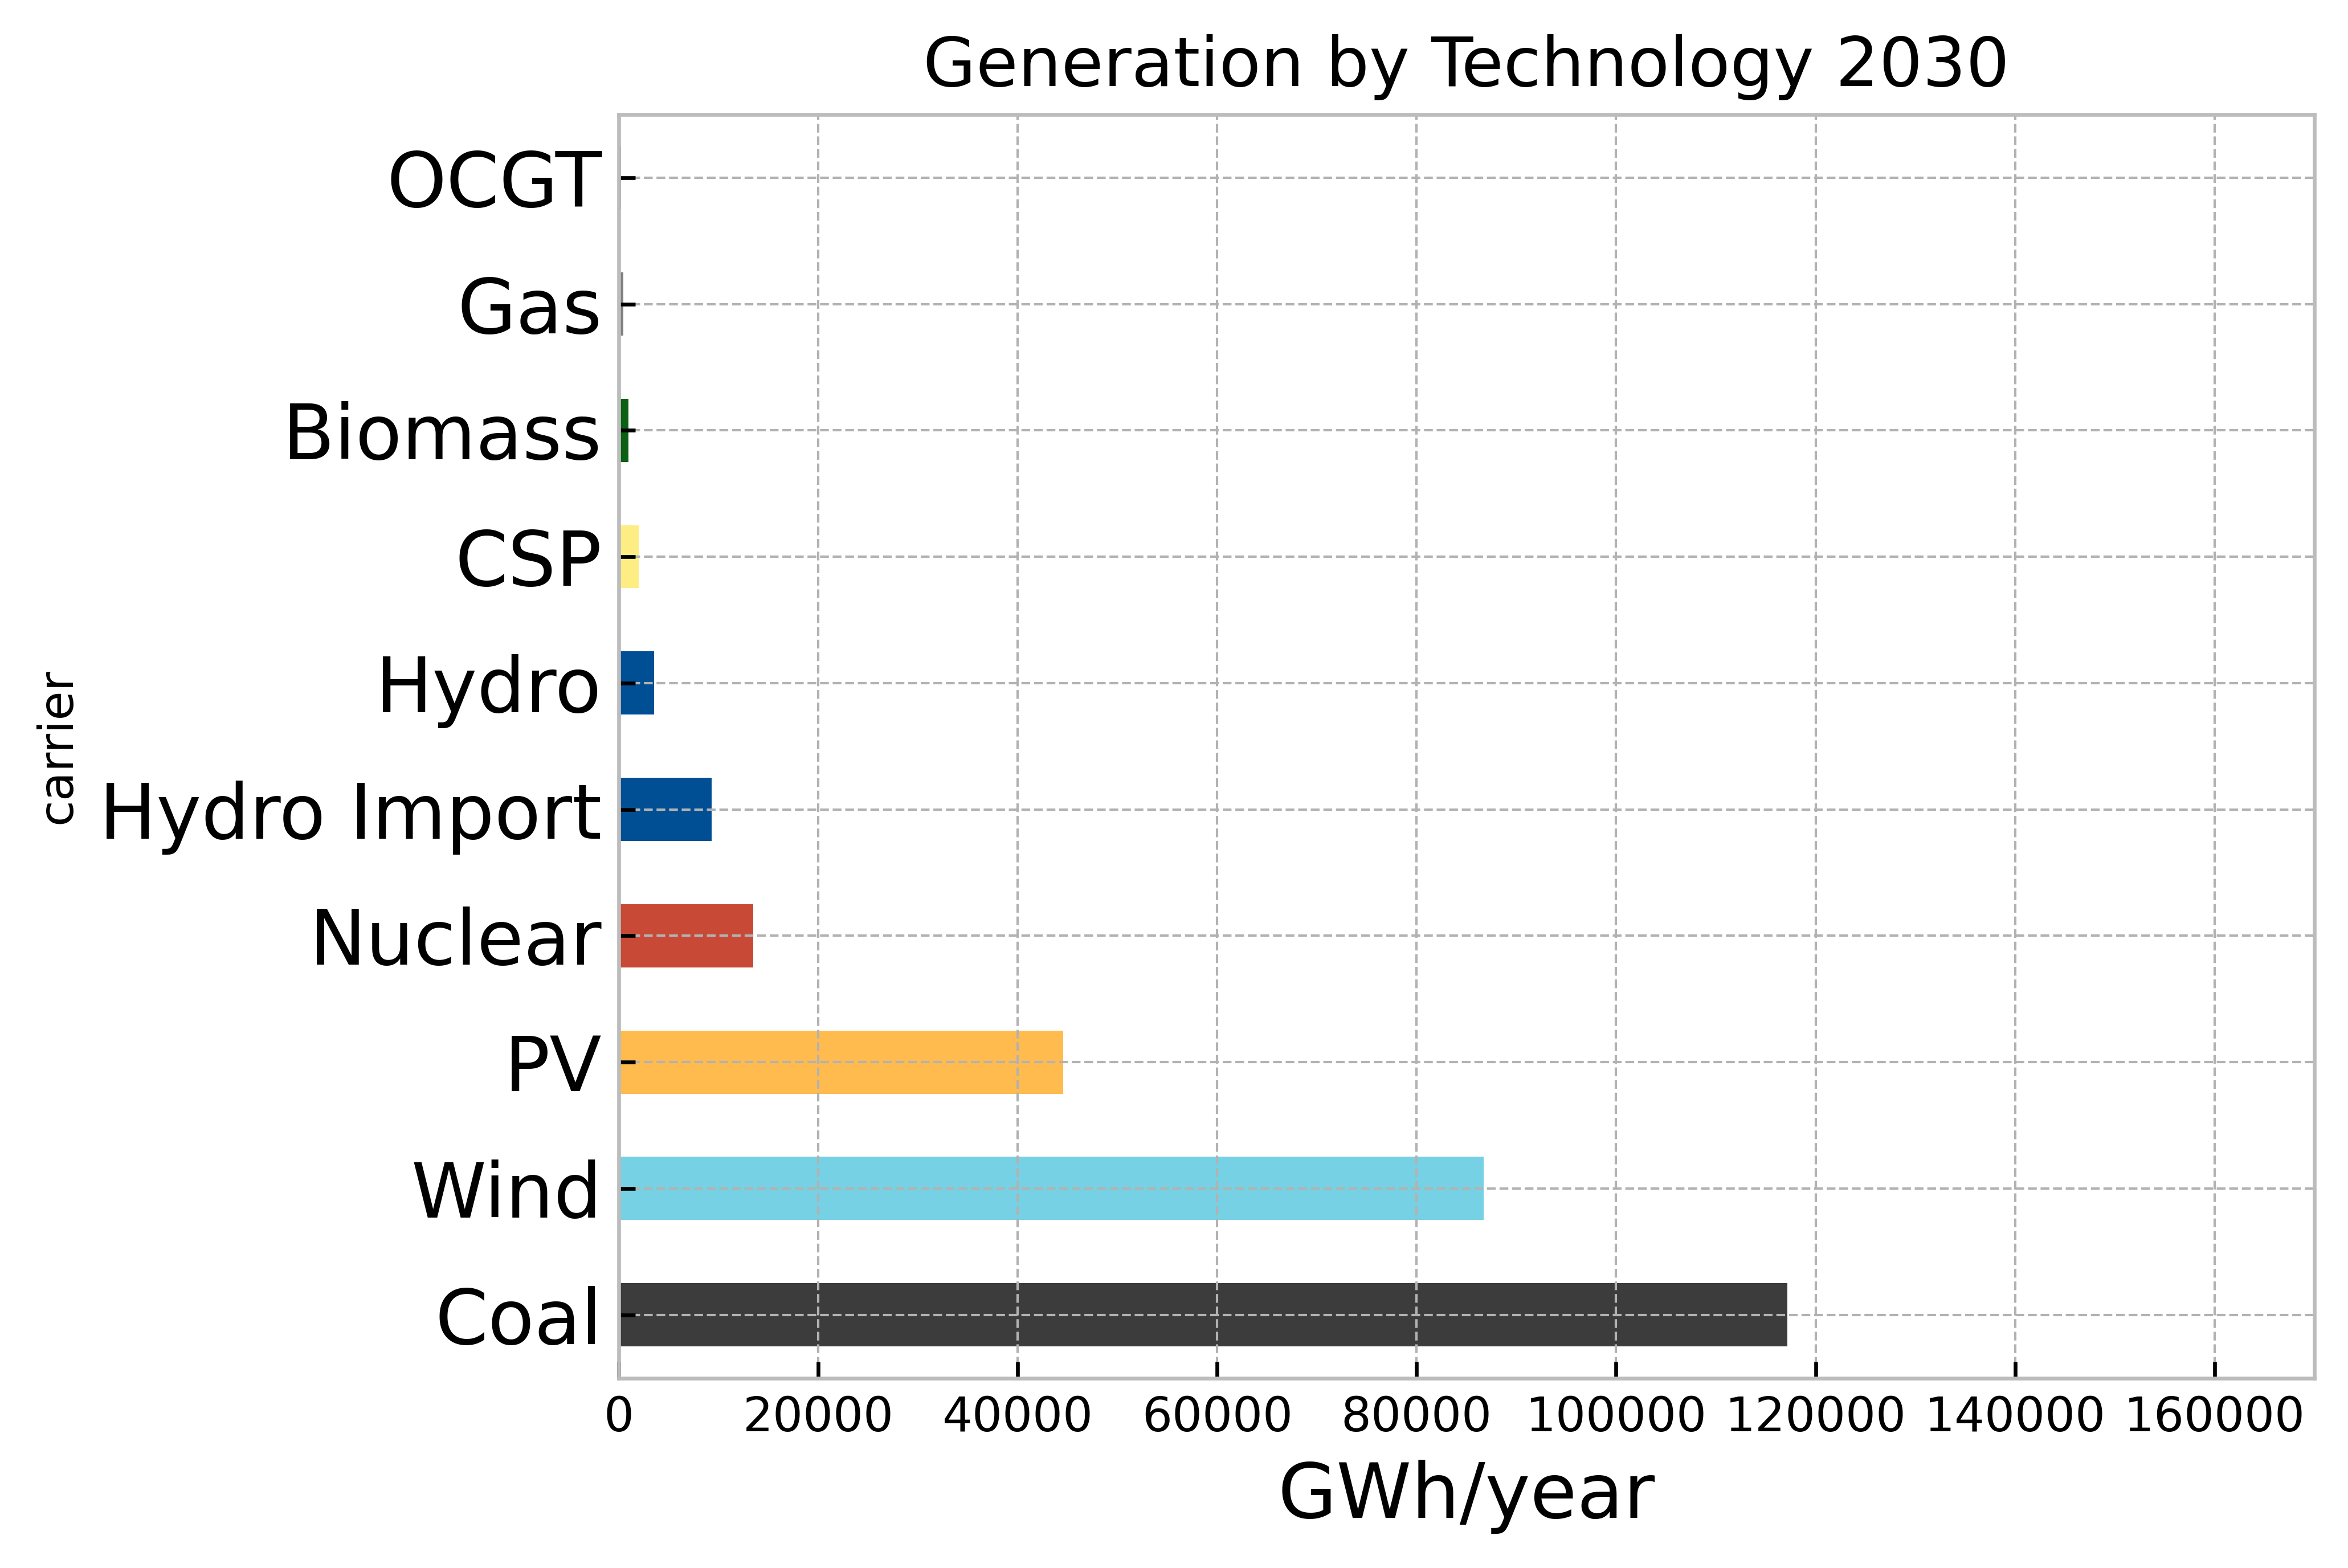 Generation by Technology 2030
OCGT
Gas
Biomass
CSP
Hydro
Hydro Import
Nuclear
PV
Wind
Coal
carrier
0 20000 40000 60000 80000 100000 120000 140000 160000
GWh/year